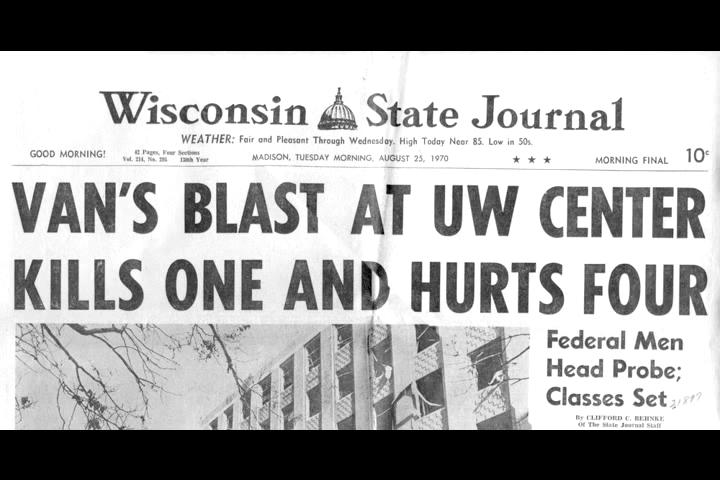 Wisconsin State Journal
WEATHER: Fair and Pleasant Through Wednesday. High Today Near 85. Low in 50s.
GOOD MORNING!
42 Pages, Four Sections
Vol. 216, No. 286 130th Year
MADISON, TUESDAY MORNING, AUGUST 25, 1970
★ ★ ★
MORNING FINAL
10¢
VAN'S BLAST AT UW CENTER
KILLS ONE AND HURTS FOUR
Federal Men
Head Probe;
Classes Set
By CLIFFORD C. BEHNKE
Of The State Journal Staff